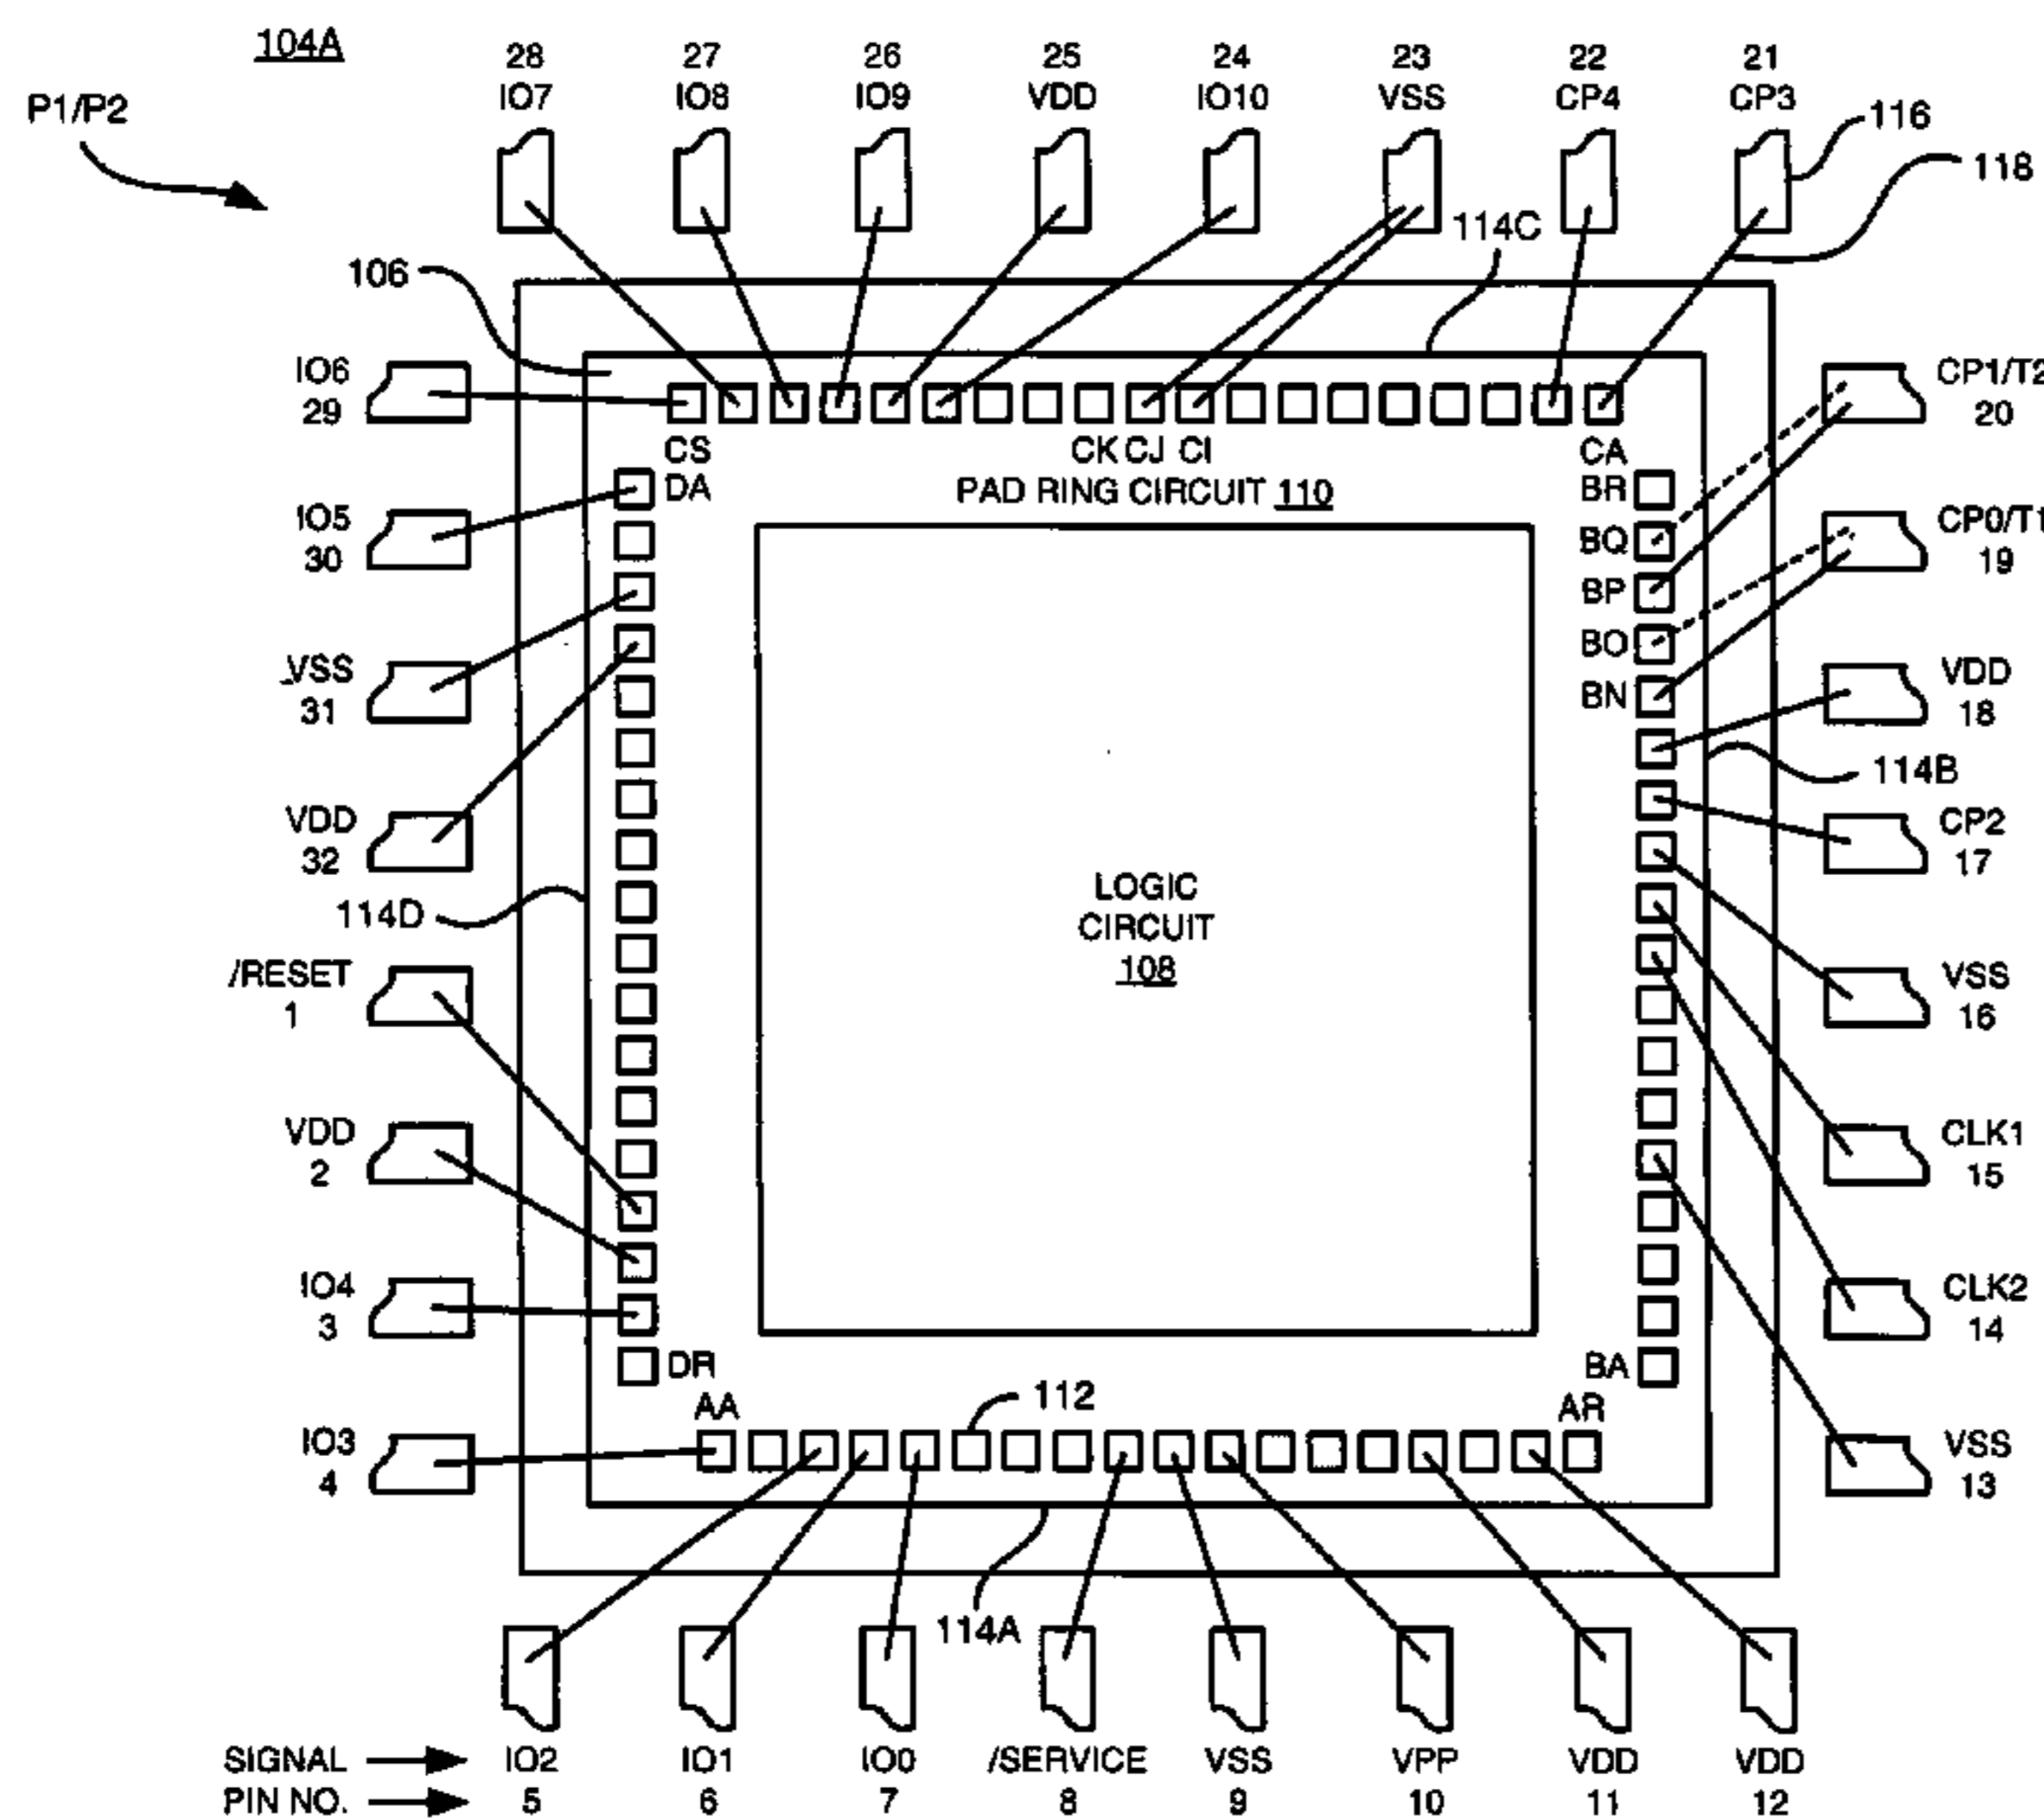 104A
P1/P2
28 27 26 25 24 23 22 21
IO7 IO8 IO9 VDD IO10 VSS CP4 CP3
116
118
114C
106
IO6
29
CP1/T2
20
CS CK CJ CI CA
DA PAD RING CIRCUIT 110 BR
IO5
30
BQ
CP0/T1
19
BP
BO
VSS
31
BN
VDD
18
114B
VDD
32
CP2
17
LOGIC
CIRCUIT
108
114D
/RESET
1
VSS
16
VDD
2
CLK1
15
IO4
3
CLK2
14
DR BA
AA 112 AR
IO3
4
VSS
13
114A
SIGNAL IO2 IO1 IO0 /SERVICE VSS VPP VDD VDD
PIN NO. 5 6 7 8 9 10 11 12